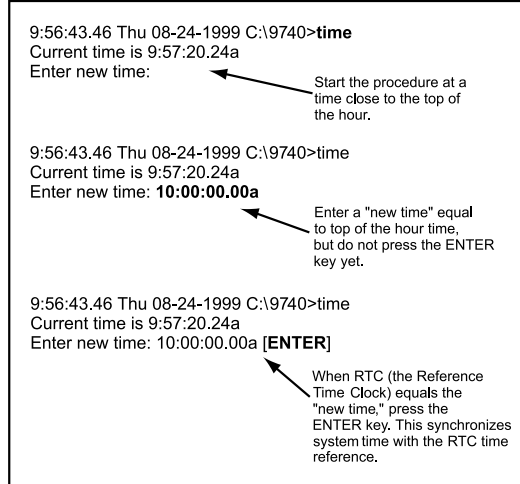 9:56:43.46 Thu 08-24-1999 C:\9740>time
Current time is 9:57:20.24a
Enter new time:
Start the procedure at a
time close to the top of
the hour.
9:56:43.46 Thu 08-24-1999 C:\9740>time
Current time is 9:57:20.24a
Enter new time: 10:00:00.00a
Enter a "new time" equal
to top of the hour time,
but do not press the ENTER
key yet.
9:56:43.46 Thu 08-24-1999 C:\9740>time
Current time is 9:57:20.24a
Enter new time: 10:00:00.00a [ENTER]
When RTC (the Reference
Time Clock) equals the
"new time," press the
ENTER key. This synchronizes
system time with the RTC time
reference.